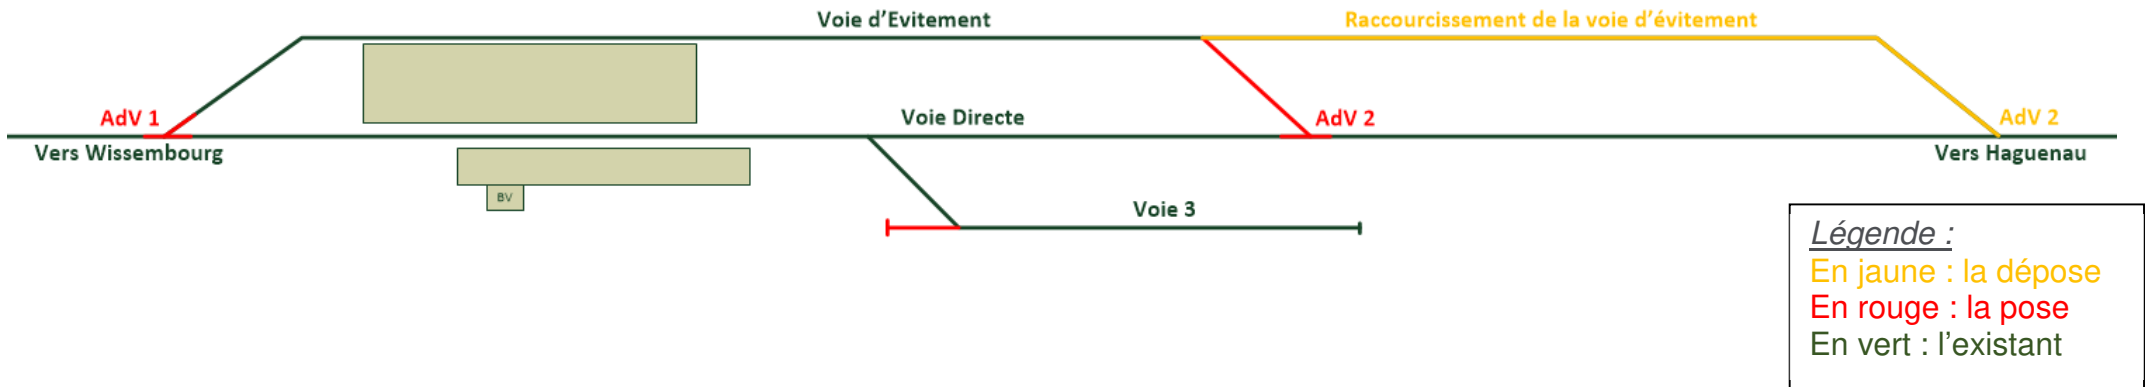 Voie d’Evitement
Raccourcissement de la voie d’évitement
AdV 1
Voie Directe
AdV 2
AdV 2
Vers Wissembourg
Vers Haguenau
BV
Voie 3
Légende :
En jaune : la dépose
En rouge : la pose
En vert : l’existant